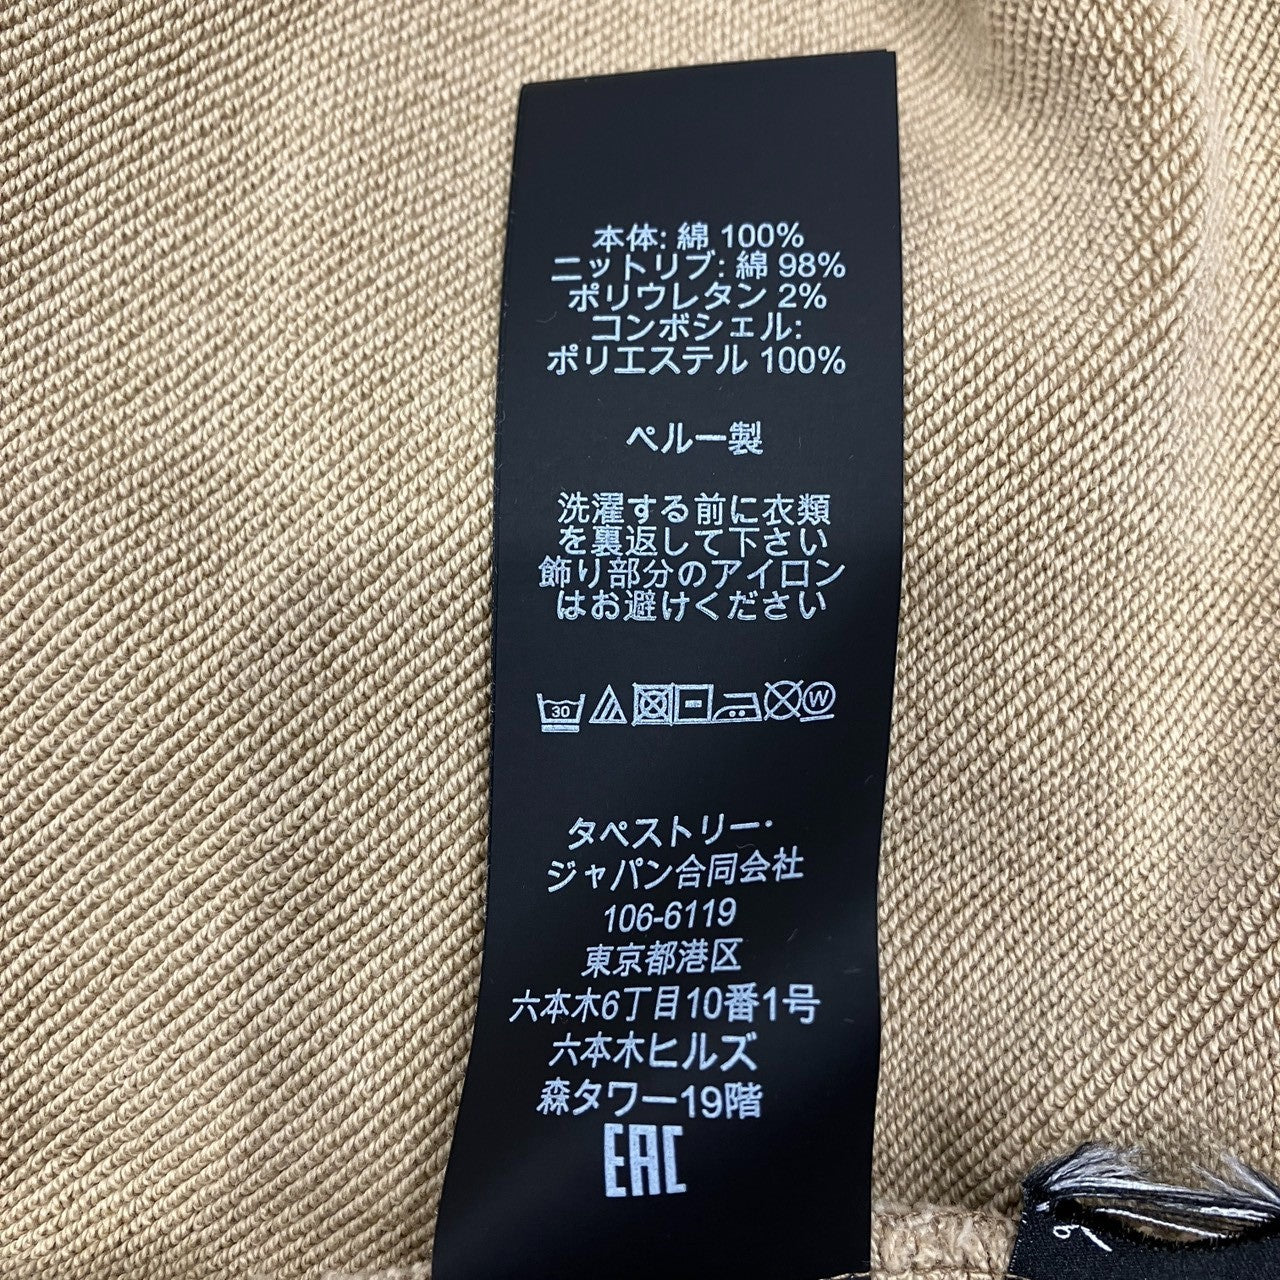 本体: 綿 100%
ニットリブ: 綿 98%
ポリウレタン 2%
コンボシェル:
ポリエステル 100%
ペルー製
洗濯する前に衣類
を裏返して下さい
飾り部分のアイロン
はお避けください
30 W
タペストリー・
ジャパン合同会社
106-6119
東京都港区
六本木6丁目10番1号
六本木ヒルズ
森タワー19階
EAC